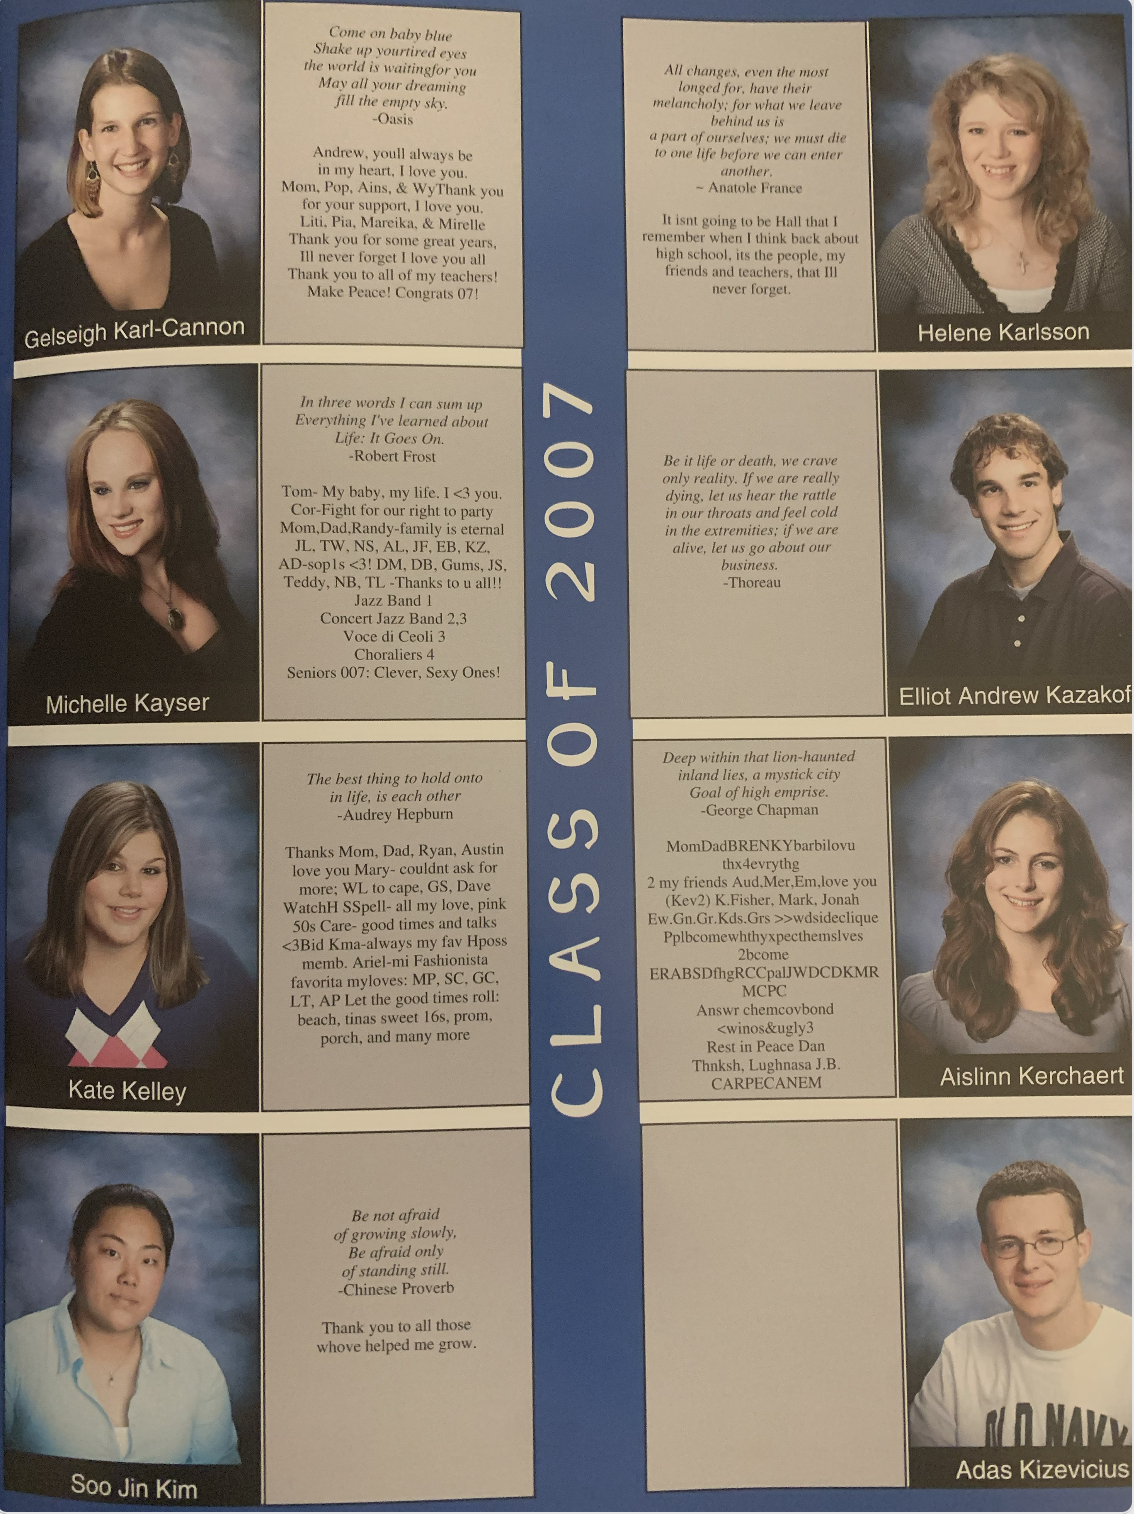 Come on baby blue
Shake up yourtired eyes
the world is waitingfor you
May all your dreaming
fill the empty sky.
-Oasis
Andrew, youll always be
in my heart, I love you.
Mom, Pop, Ains, & WyThank you
for your support, I love you.
Liti, Pia, Mareika, & Mirelle
Thank you for some great years,
Ill never forget I love you all
Thank you to all of my teachers!
Make Peace! Congrats 07!
Gelseigh Karl-Cannon
In three words I can sum up
Everything I've learned about
Life: It Goes On.
-Robert Frost
Tom- My baby, my life. I <3 you.
Cor-Fight for our right to party
Mom,Dad,Randy-family is eternal
JL, TW, NS, AL, JF, EB, KZ,
AD-sop1s <3! DM, DB, Gums, JS,
Teddy, NB, TL -Thanks to u all!!
Jazz Band 1
Concert Jazz Band 2,3
Voce di Ceoli 3
Choraliers 4
Seniors 007: Clever, Sexy Ones!
Michelle Kayser
The best thing to hold onto
in life, is each other
-Audrey Hepburn
Thanks Mom, Dad, Ryan, Austin
love you Mary- couldnt ask for
more; WL to cape, GS, Dave
WatchH SSpell- all my love, pink
50s Care- good times and talks
<3Bid Kma-always my fav Hposs
memb. Ariel-mi Fashionista
favorita myloves: MP, SC, GC,
LT, AP Let the good times roll:
beach, tinas sweet 16s, prom,
porch, and many more
Kate Kelley
Be not afraid
of growing slowly,
Be afraid only
of standing still.
-Chinese Proverb
Thank you to all those
whove helped me grow.
Soo Jin Kim
CLASS OF 2007
All changes, even the most
longed for, have their
melancholy; for what we leave
behind us is
a part of ourselves; we must die
to one life before we can enter
another.
~ Anatole France
It isnt going to be Hall that I
remember when I think back about
high school, its the people, my
friends and teachers, that Ill
never forget.
Helene Karlsson
Be it life or death, we crave
only reality. If we are really
dying, let us hear the rattle
in our throats and feel cold
in the extremities; if we are
alive, let us go about our
business.
-Thoreau
Elliot Andrew Kazakof
Deep within that lion-haunted
inland lies, a mystick city
Goal of high emprise.
-George Chapman
MomDadBRENKYbarbilovu
thx4evrythg
2 my friends Aud,Mer,Em,love you
(Kev2) K.Fisher, Mark, Jonah
Ew.Gn.Gr.Kds.Grs >>wdsideclique
Pplbcomewhthyxpecthemslves
2bcome
ERABSDfhgRCCpalJWDCDKMR
MCPC
Answr chemcovbond
<winos&ugly3
Rest in Peace Dan
Thnksh, Lughnasa J.B.
CARPECANEM
Aislinn Kerchaert
OLD NAVY
Adas Kizevicius